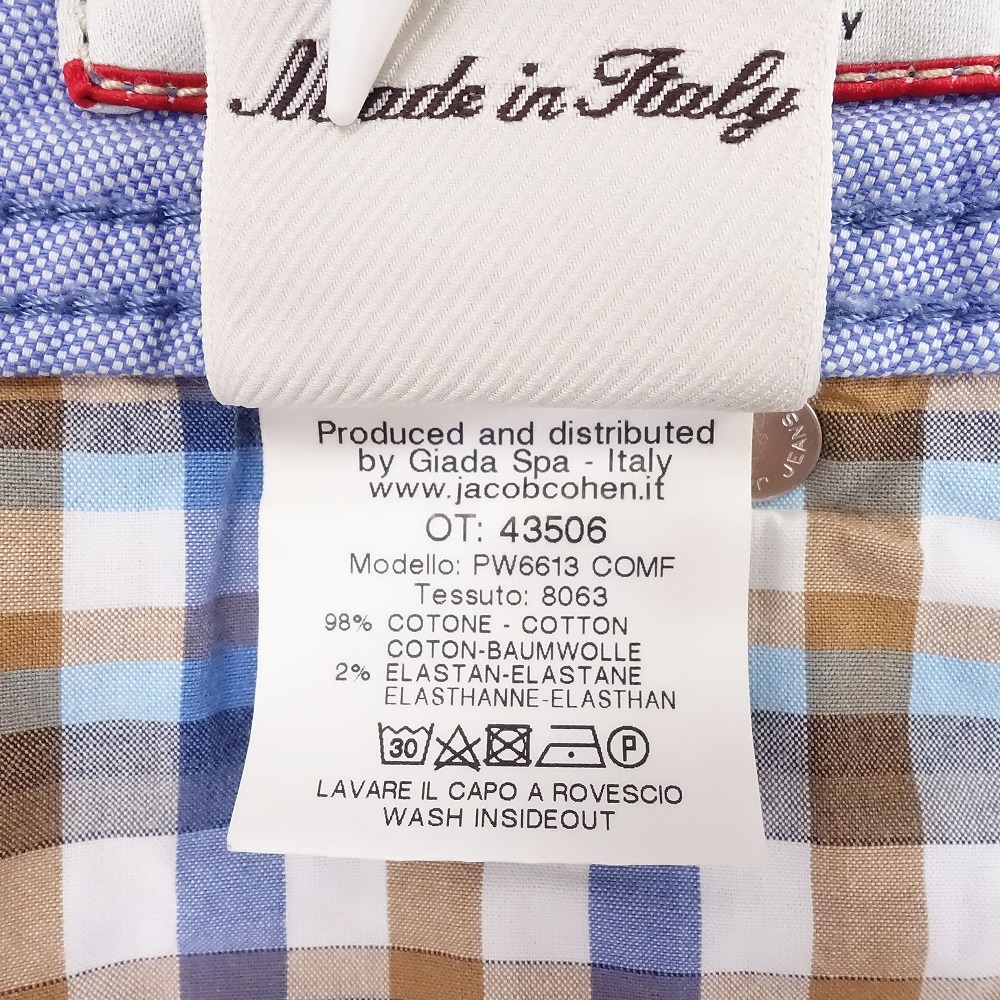 Y
Made in Italy
Produced and distributed
by Giada Spa - Italy
www.jacobcohen.it
JEANS
OT: 43506
Modello: PW6613 COMF
Tessuto: 8063
98% COTONE - COTTON
COTON-BAUMWOLLE
2% ELASTAN-ELASTANE
ELASTHANNE-ELASTHAN
30
P
LAVARE IL CAPO A ROVESCIO
WASH INSIDEOUT